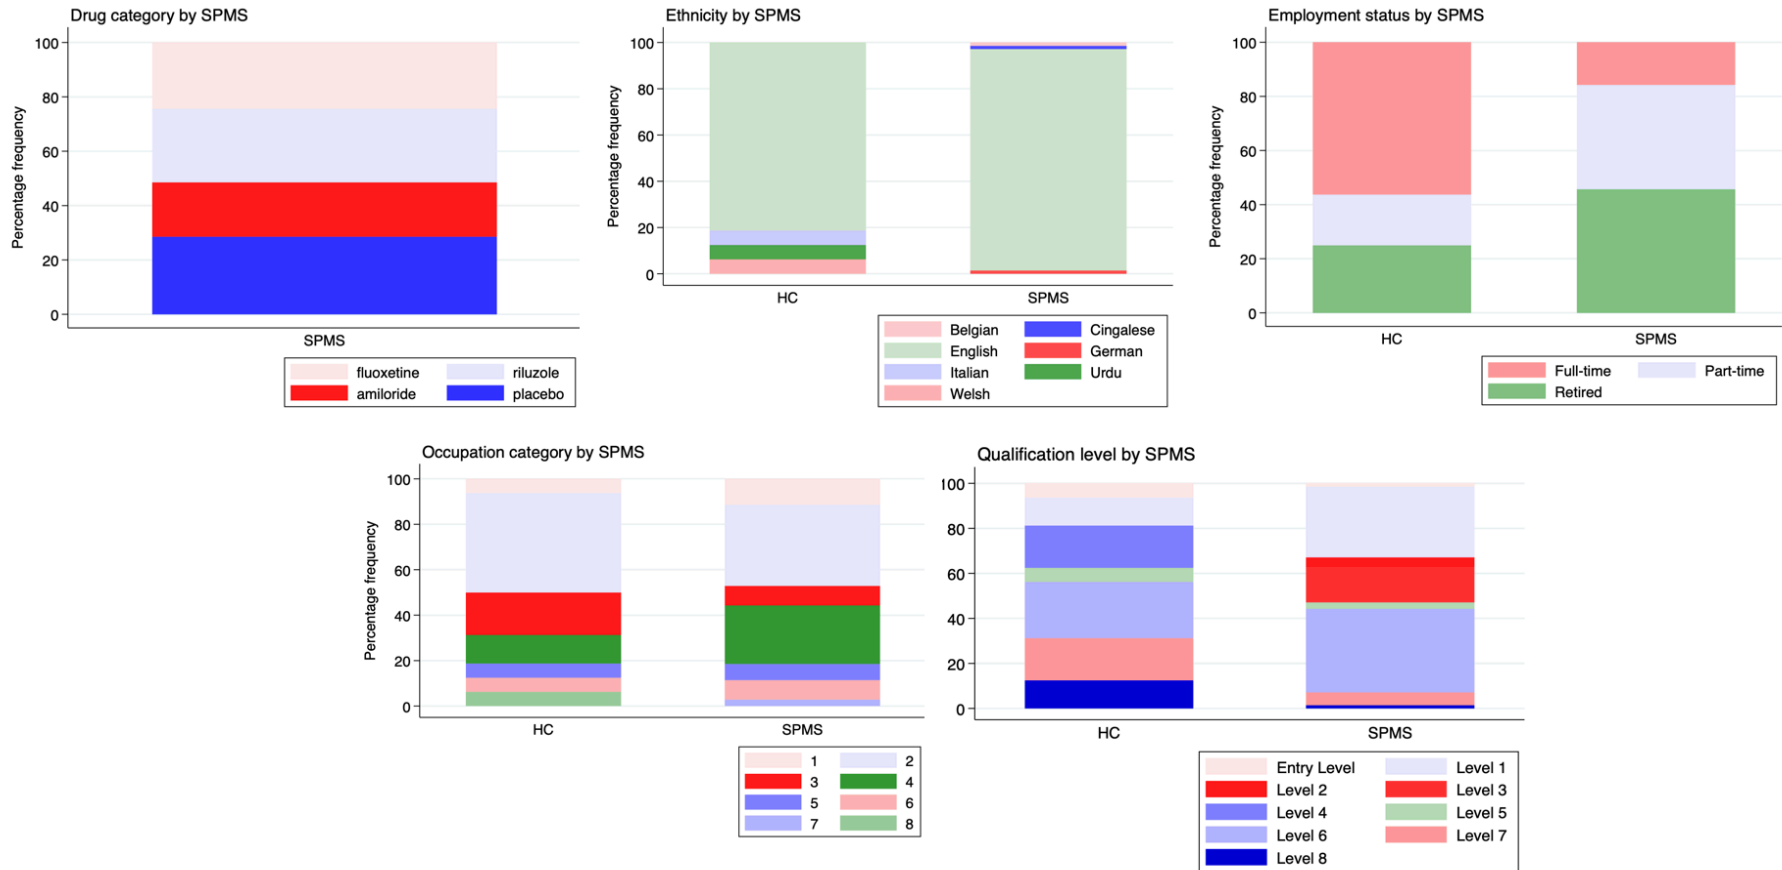 Drug category by SPMS
100
80
60
40
20
0
Percentage frequency
SPMS
fluoxetine riluzole
amiloride placebo
Ethnicity by SPMS
100
80
60
40
20
0
Percentage frequency
HC SPMS
Belgian Cingalese
English German
Italian Urdu
Welsh
Employment status by SPMS
100
80
60
40
20
0
Percentage frequency
HC SPMS
Full-time Part-time
Retired
Occupation category by SPMS
100
80
60
40
20
0
Percentage frequency
HC SPMS
1 2
3 4
5 6
7 8
Qualification level by SPMS
100
80
60
40
20
0
HC SPMS
Entry Level Level 1
Level 2 Level 3
Level 4 Level 5
Level 6 Level 7
Level 8